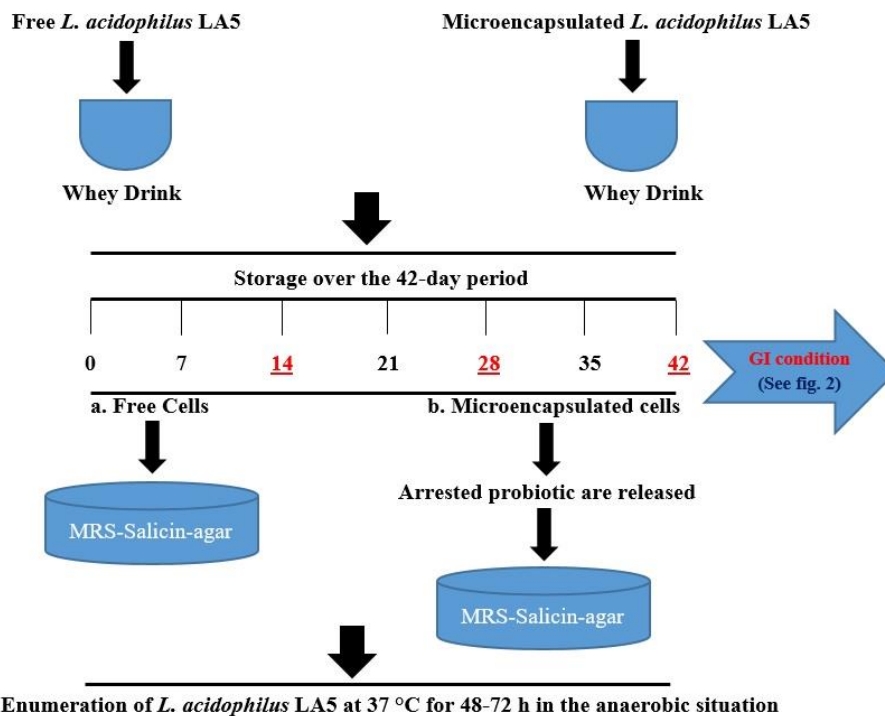 Free L. acidophilus LA5
Microencapsulated L. acidophilus LA5
Whey Drink
Whey Drink
Storage over the 42-day period
0 7 14 21 28 35 42
GI condition
(See fig. 2)
a. Free Cells
b. Microencapsulated cells
Arrested probiotic are released
MRS-Salicin-agar
MRS-Salicin-agar
Enumeration of L. acidophilus LA5 at 37 °C for 48-72 h in the anaerobic situation